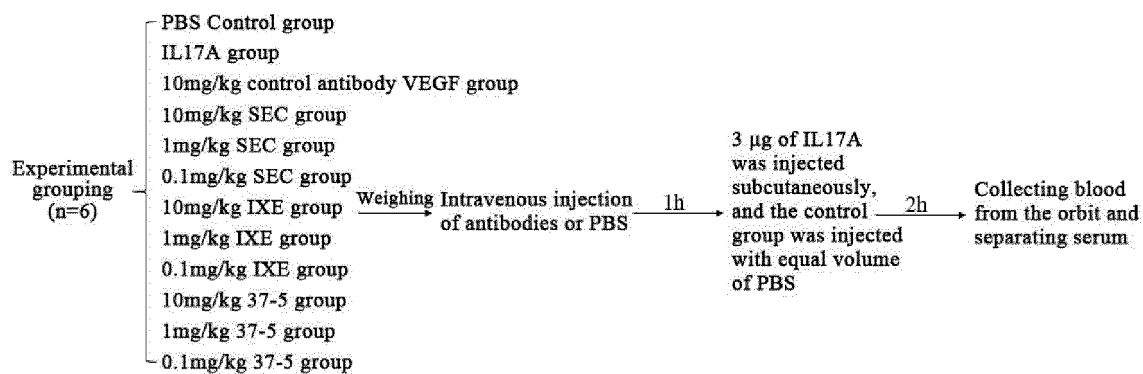 Experimental
grouping
(n=6)
PBS Control group
IL17A group
10mg/kg control antibody VEGF group
10mg/kg SEC group
1mg/kg SEC group
0.1mg/kg SEC group
10mg/kg IXE group
1mg/kg IXE group
0.1mg/kg IXE group
10mg/kg 37-5 group
1mg/kg 37-5 group
0.1mg/kg 37-5 group
Weighing
Intravenous injection
of antibodies or PBS
1h
3 μg of IL17A
was injected
subcutaneously,
and the control
group was injected
with equal volume
of PBS
2h
Collecting blood
from the orbit and
separating serum